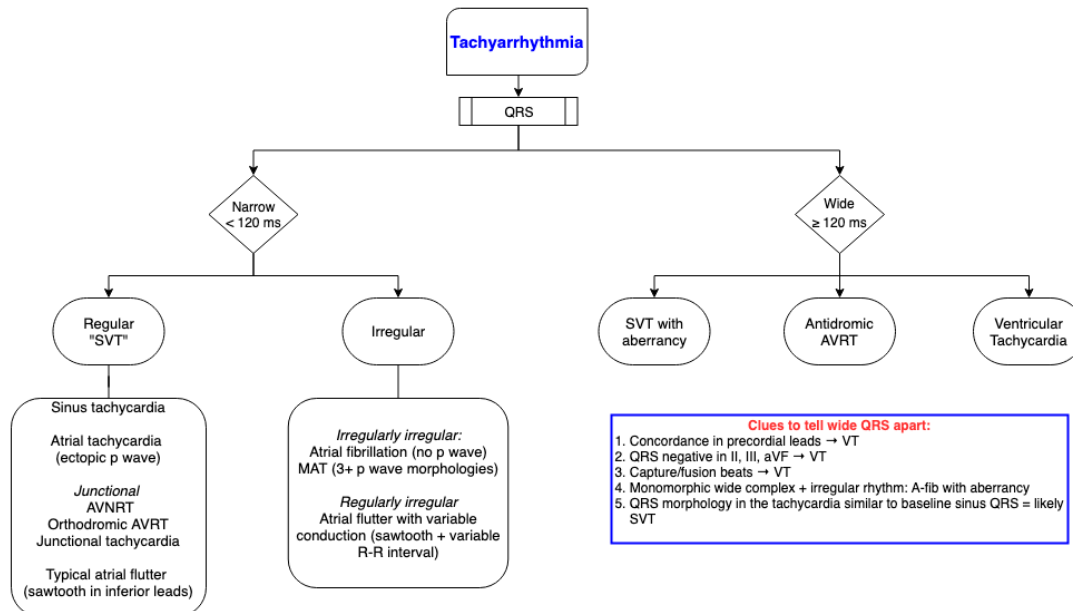 Tachyarrhythmia
QRS
Narrow
< 120 ms
Wide
≥ 120 ms
Regular
"SVT"
Irregular
SVT with
aberrancy
Antidromic
AVRT
Ventricular
Tachycardia
Sinus tachycardia
Atrial tachycardia
(ectopic p wave)
Junctional
AVNRT
Orthodromic AVRT
Junctional tachycardia
Typical atrial flutter
(sawtooth in inferior leads)
Irregularly irregular:
Atrial fibrillation (no p wave)
MAT (3+ p wave morphologies)
Regularly irregular
Atrial flutter with variable
conduction (sawtooth + variable
R-R interval)
Clues to tell wide QRS apart:
1. Concordance in precordial leads → VT
2. QRS negative in II, III, aVF → VT
3. Capture/fusion beats → VT
4. Monomorphic wide complex + irregular rhythm: A-fib with aberrancy
5. QRS morphology in the tachycardia similar to baseline sinus QRS = likely
SVT